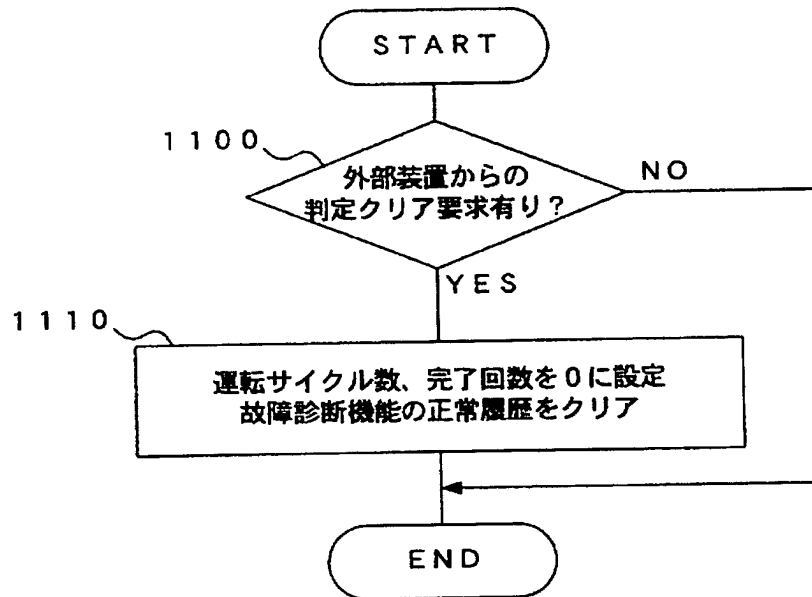 START
1100
外部装置からの
判定クリア要求有り?
NO
YES
1110
運転サイクル数、完了回数を0に設定
故障診断機能の正常履歴をクリア
END